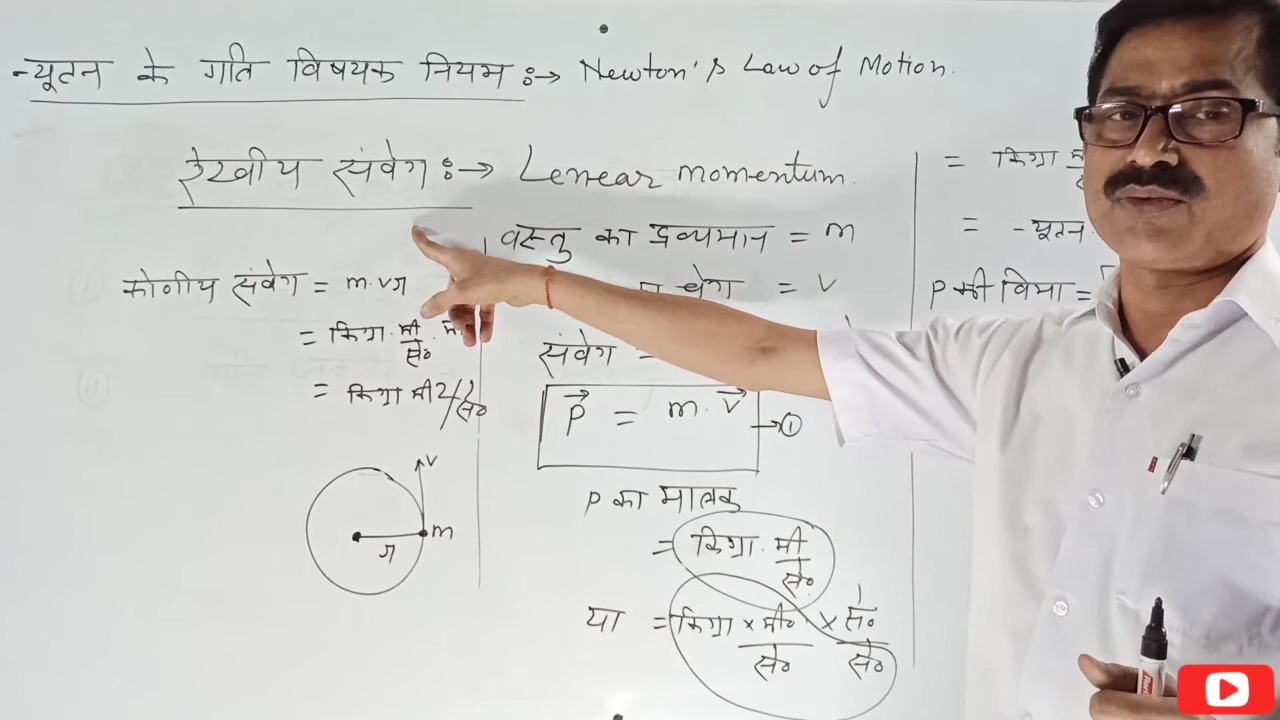 न्यूटन के गति विषयक नियम :→ Newton's Law of Motion.
रेखीय संवेग :→ Lenear momentum.
कोणीय संवेग = m.vr
= किग्रा. मी/से०
= किग्रा मी2/से०
v
m
r
वस्तु का द्रव्यमान = m
वेग = v
संवेग =
p⃗ = m.v⃗ → ①
P का मात्रक
= किग्रा. मी/से०
या = किग्रा × मी०/से० × से०/से०
= किग्रा.
= न्यूटन
P की विमा =